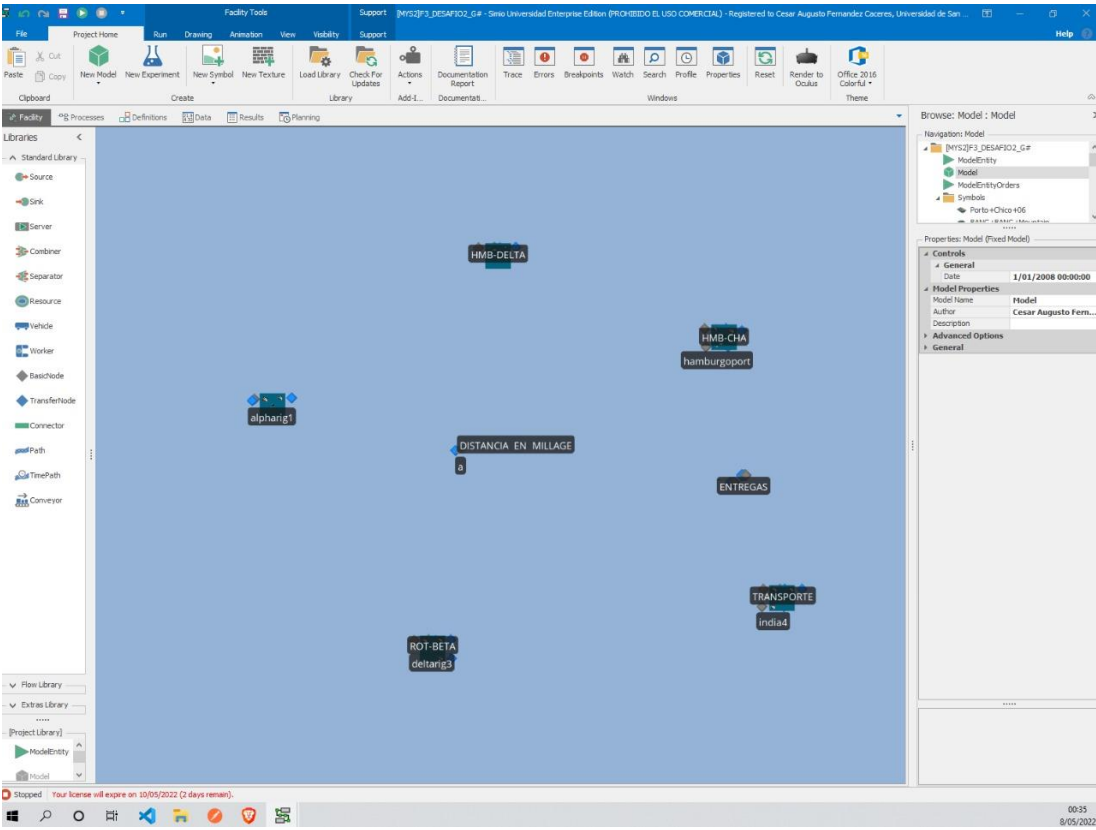 Facility Tools
Support
[MYS2]F3_DESAFIO2_G# - Simio Universidad Enterprise Edition (PROHIBIDO EL USO COMERCIAL) - Registered to Cesar Augusto Fernandez Caceres, Universidad de San ...
File
Project Home
Run
Drawing
Animation
View
Visibility
Support
Help
Paste
Cut
Copy
New Model
New Experiment
New Symbol
New Texture
Load Library
Check For Updates
Actions
Documentation Report
Trace
Errors
Breakpoints
Watch
Search
Profile
Properties
Reset
Render to Oculus
Office 2016 Colorful
Clipboard
Create
Library
Add-I...
Documentati...
Windows
Theme
Facility
Processes
Definitions
Data
Results
Planning
Libraries
Standard Library
Source
Sink
Server
Combiner
Separator
Resource
Vehicle
Worker
BasicNode
TransferNode
Connector
Path
TimePath
Conveyor
Flow Library
Extras Library
[Project Library]
ModelEntity
Model
HMB-DELTA
HMB-CHA
hamburgoport
alpharig1
DISTANCIA EN MILLAGE
a
ENTREGAS
TRANSPORTE
india4
ROT-BETA
deltarig3
Browse: Model : Model
Navigation: Model
[MYS2]F3_DESAFIO2_G#
ModelEntity
Model
ModelEntityOrders
Symbols
Porto+Chico+06
Properties: Model (Fixed Model)
Controls
General
Date 1/01/2008 00:00:00
Model Properties
Model Name Model
Author Cesar Augusto Fern...
Description
Advanced Options
General
Stopped
Your license will expire on 10/05/2022 (2 days remain).
00:35
8/05/2022